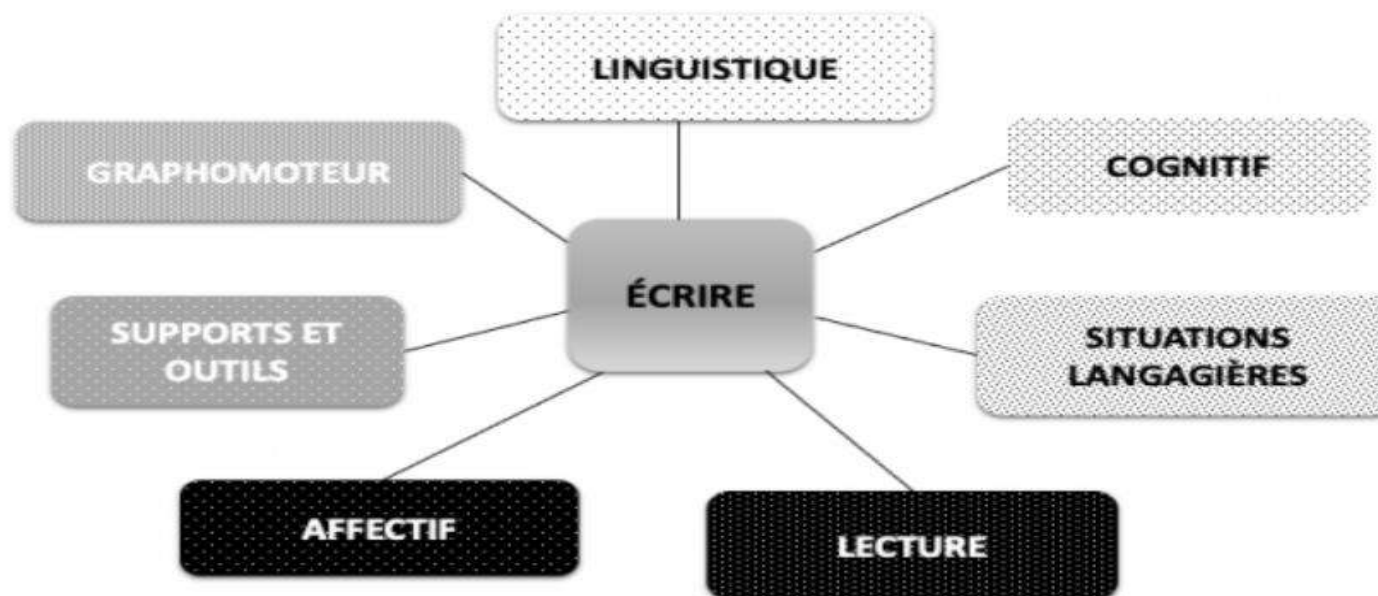 LINGUISTIQUE
GRAPHOMOTEUR
COGNITIF
ÉCRIRE
SUPPORTS ET
OUTILS
SITUATIONS
LANGAGIÈRES
AFFECTIF
LECTURE